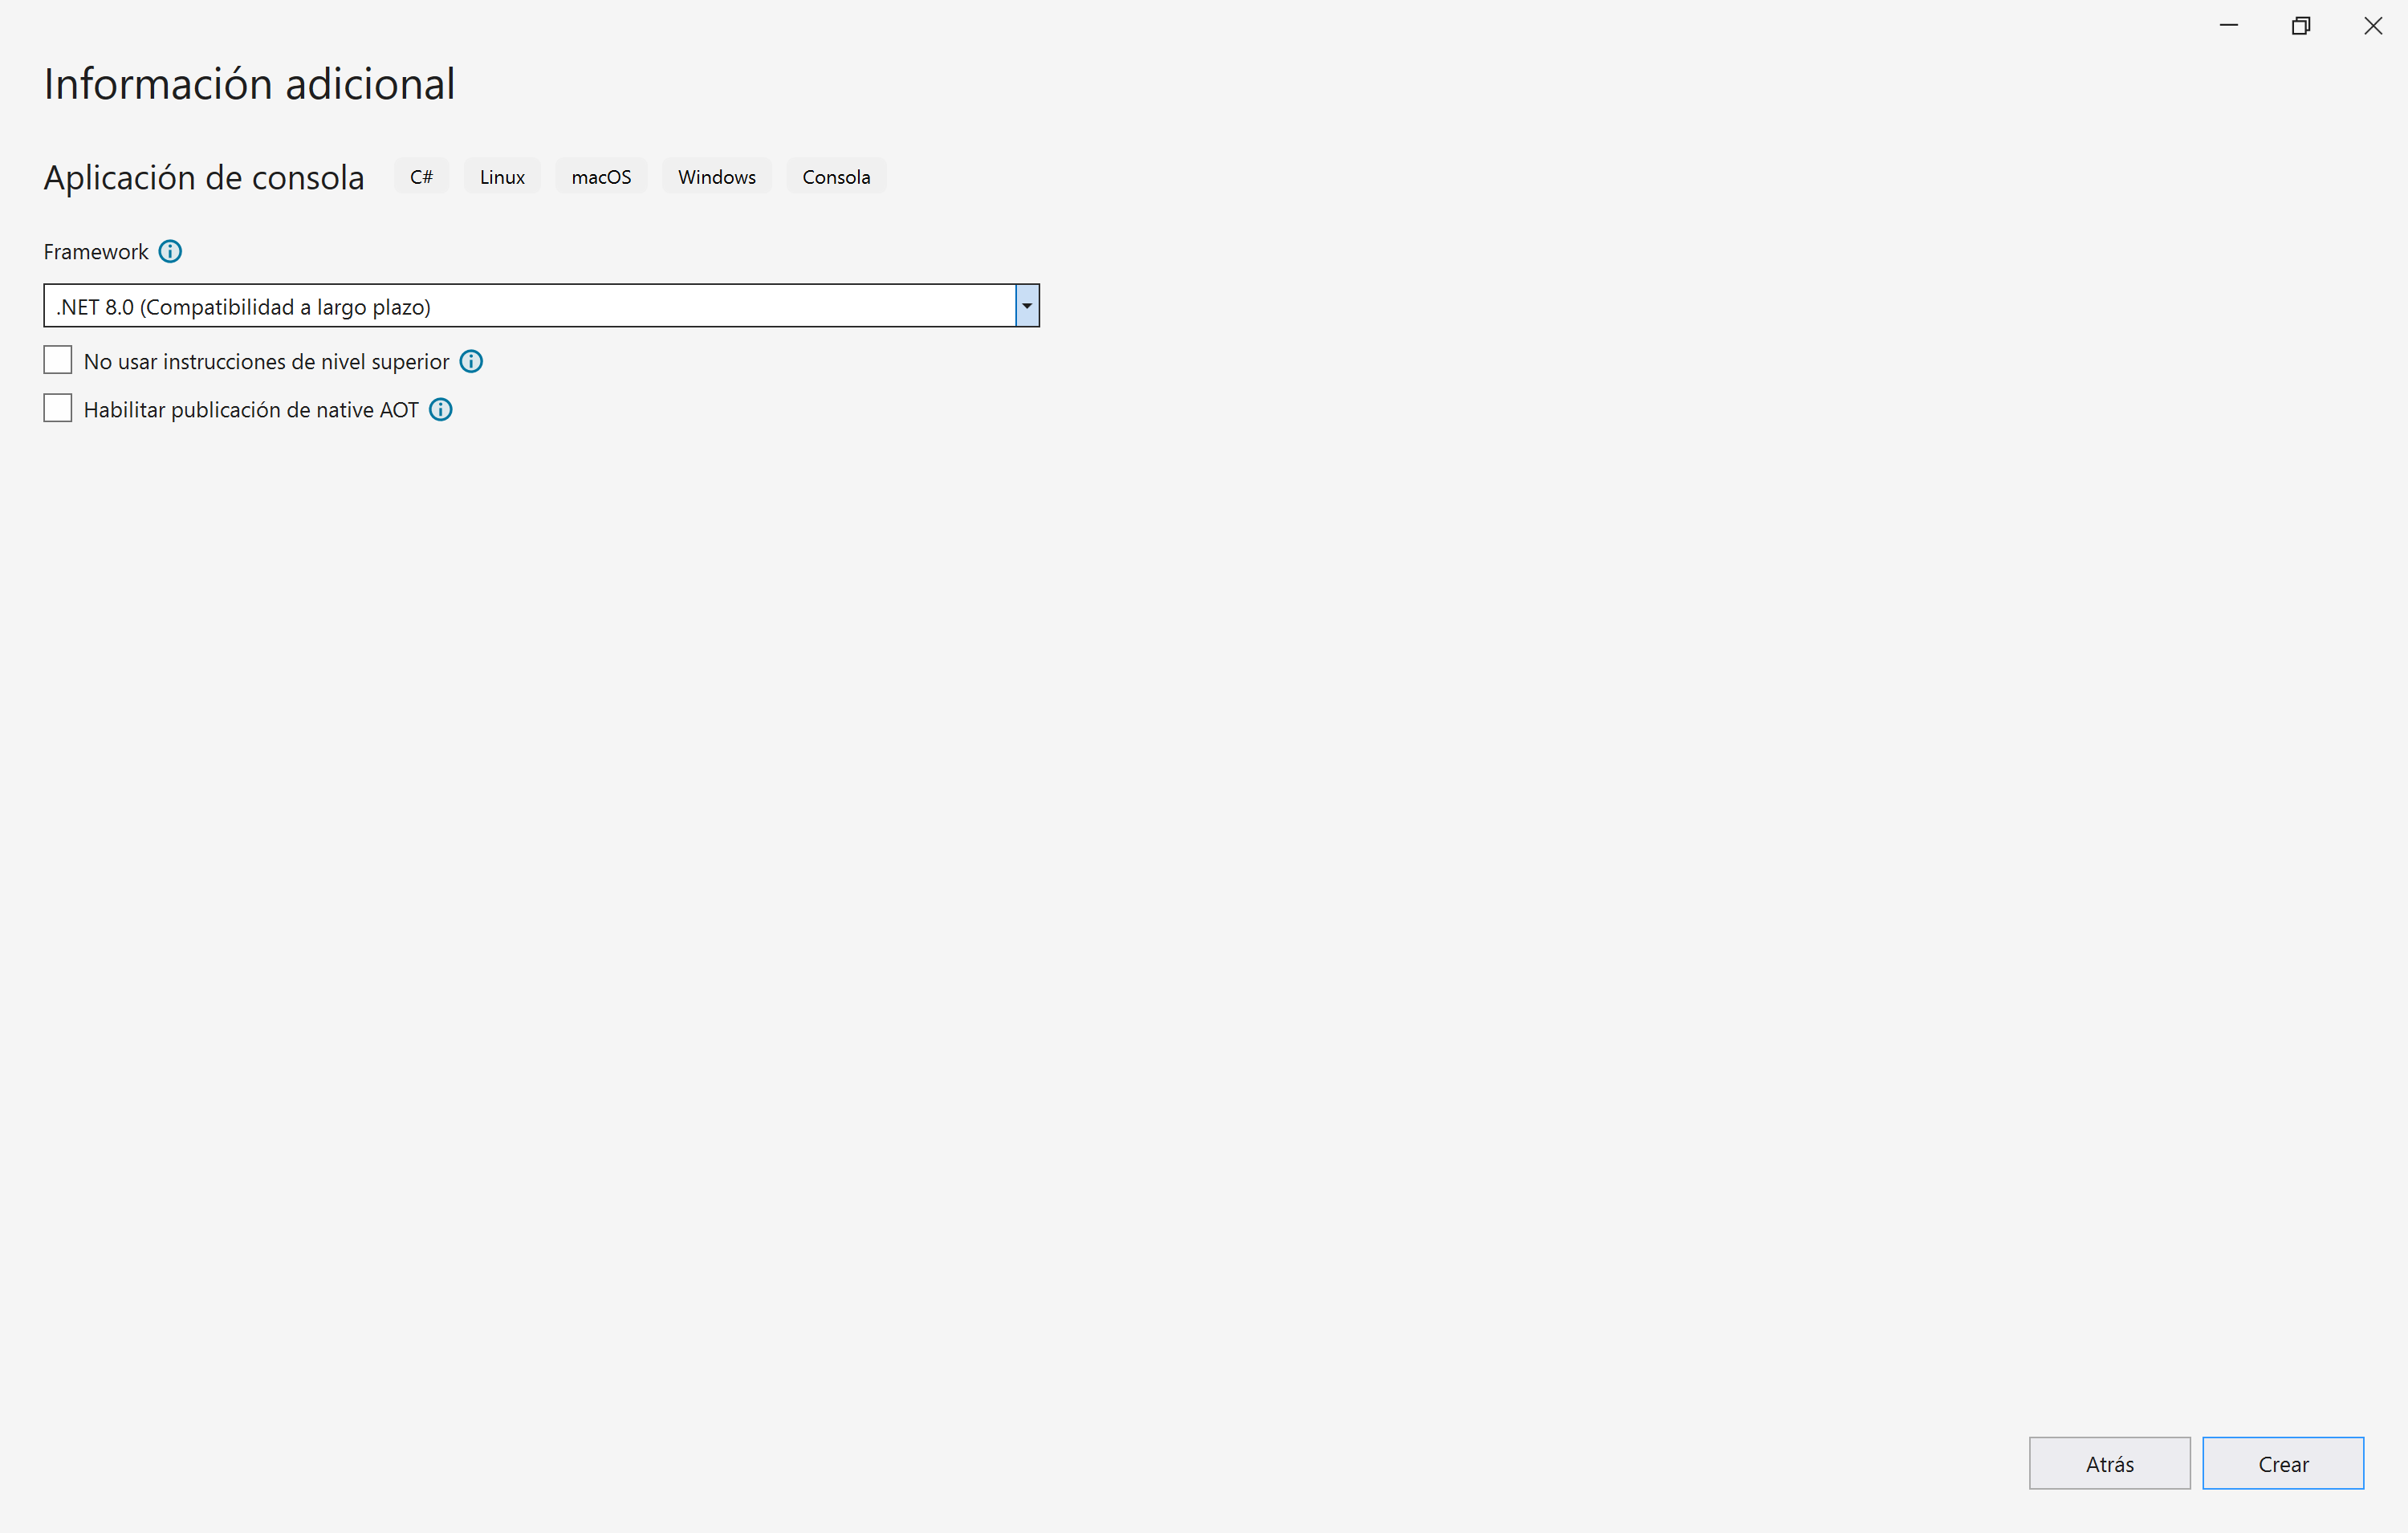 Información adicional
Aplicación de consola C# Linux macOS Windows Consola
Framework
.NET 8.0 (Compatibilidad a largo plazo)
No usar instrucciones de nivel superior
Habilitar publicación de native AOT
Atrás Crear